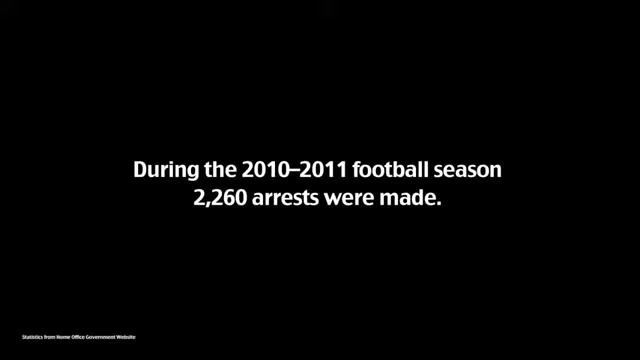 During the 2010–2011 football season
2,260 arrests were made.
Statistics from Home Office Government Website